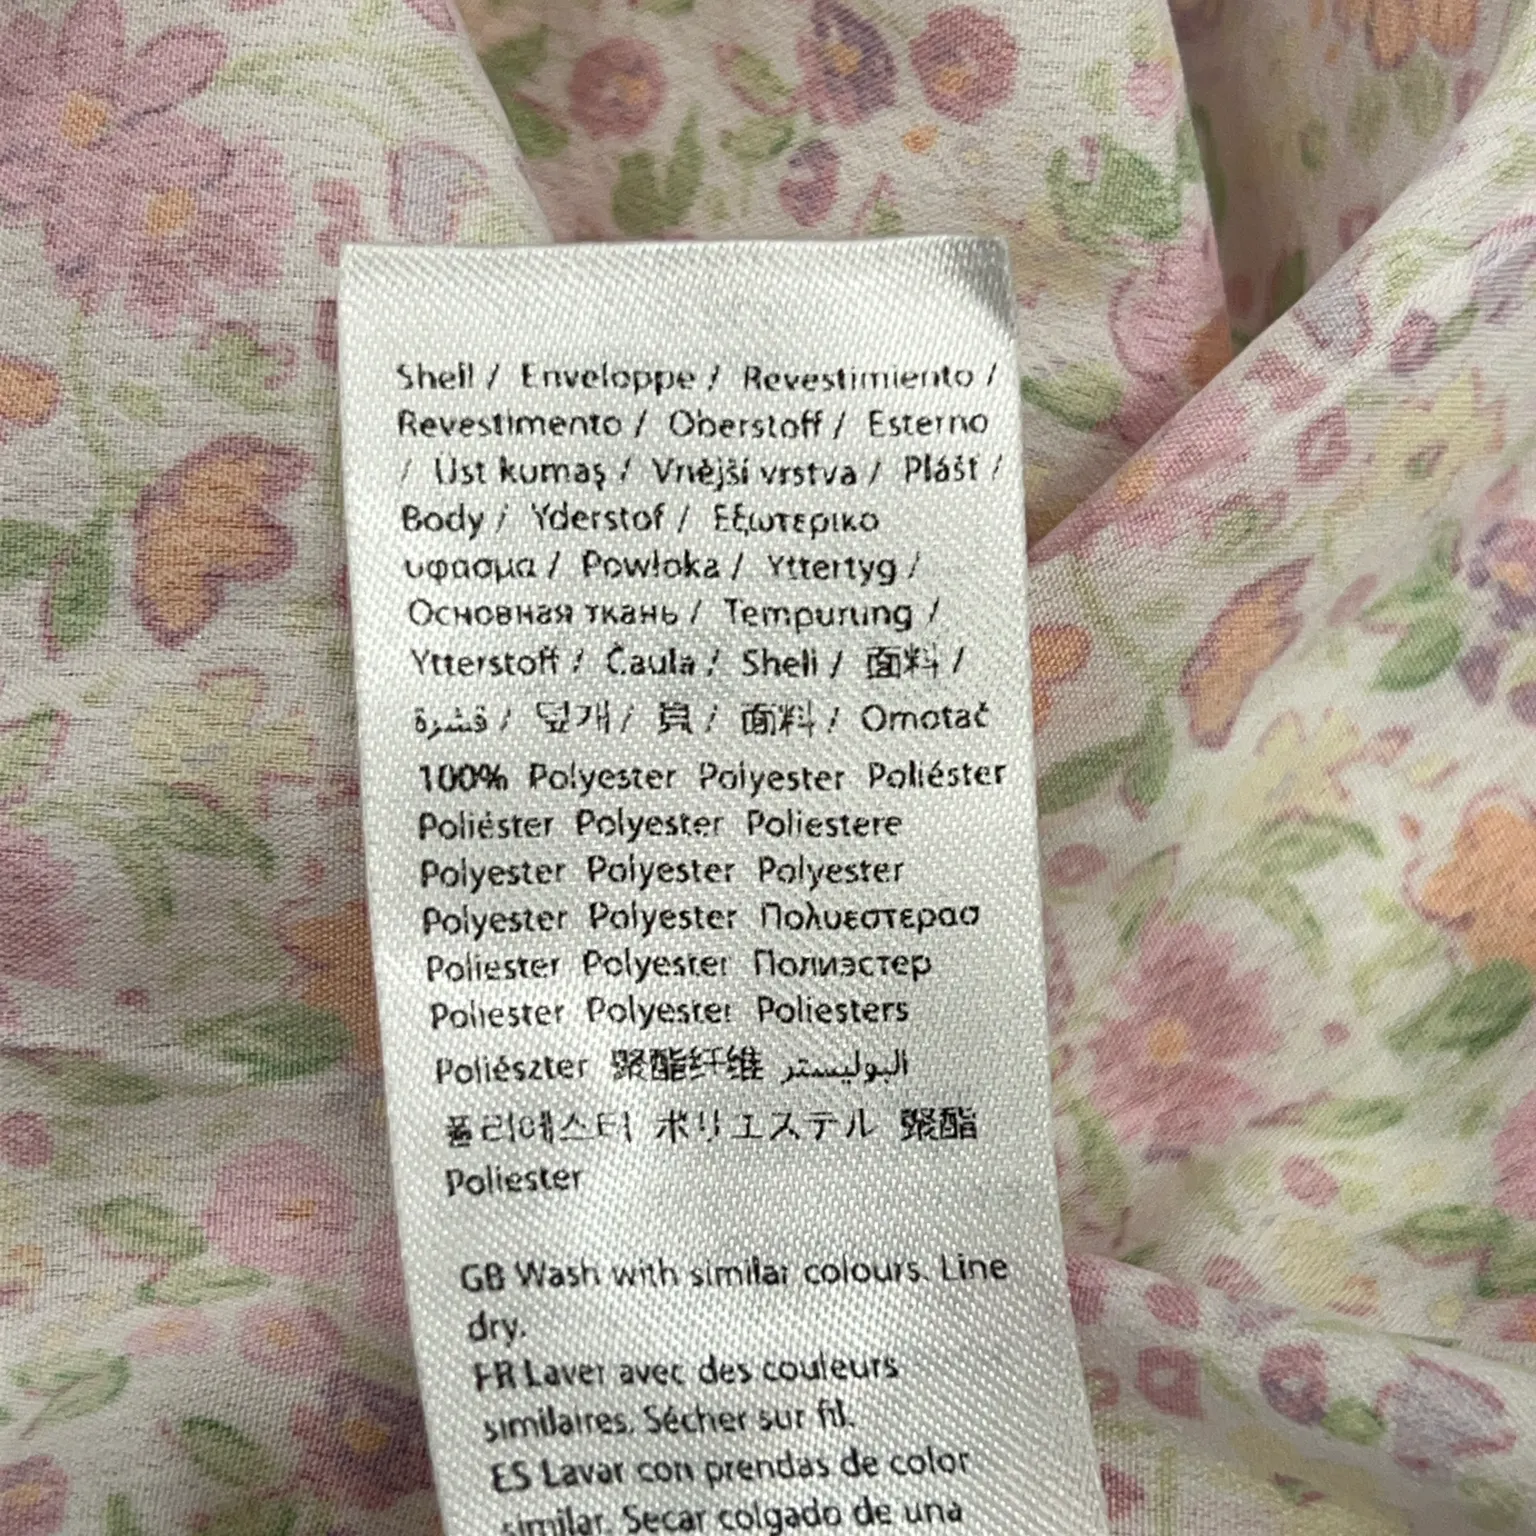 Shell / Enveloppe / Revestimiento /
Revestimento / Oberstoff / Esterno
/ Üst kumaş / Vnější vrstva / Plášť /
Body / Yderstof / Εξωτερικο
υφασμα / Powłoka / Yttertyg /
Основная ткань / Tempurung /
Ytterstoff / Čaula / Shell / 面料 /
قشرة / 덮개 / 貝 / 面料 / Omotač
100% Polyester Polyester Poliéster
Poliéster Polyester Poliestere
Polyester Polyester Polyester
Polyester Polyester Πολυεστερασ
Poliester Polyester Полиэстер
Poliester Polyester Poliesters
Poliészter 聚酯纤维 البوليستر
폴리에스터 ポリエステル 聚酯
Poliester
GB Wash with similar colours. Line
dry.
FR Laver avec des couleurs
similaires. Sécher sur fil.
ES Lavar con prendas de color
similar. Secar colgado de una